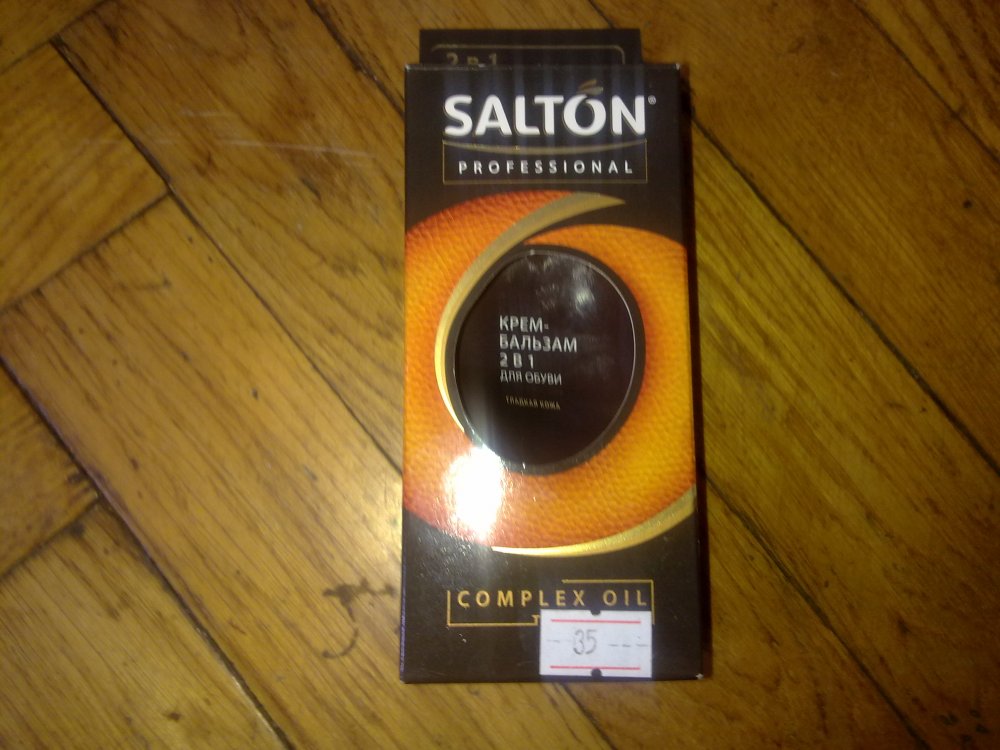 2 в 1
SALTON®
PROFESSIONAL
КРЕМ-
БАЛЬЗАМ
2 В 1
ДЛЯ ОБУВИ
ГЛАДКАЯ КОЖА
COMPLEX OIL
35